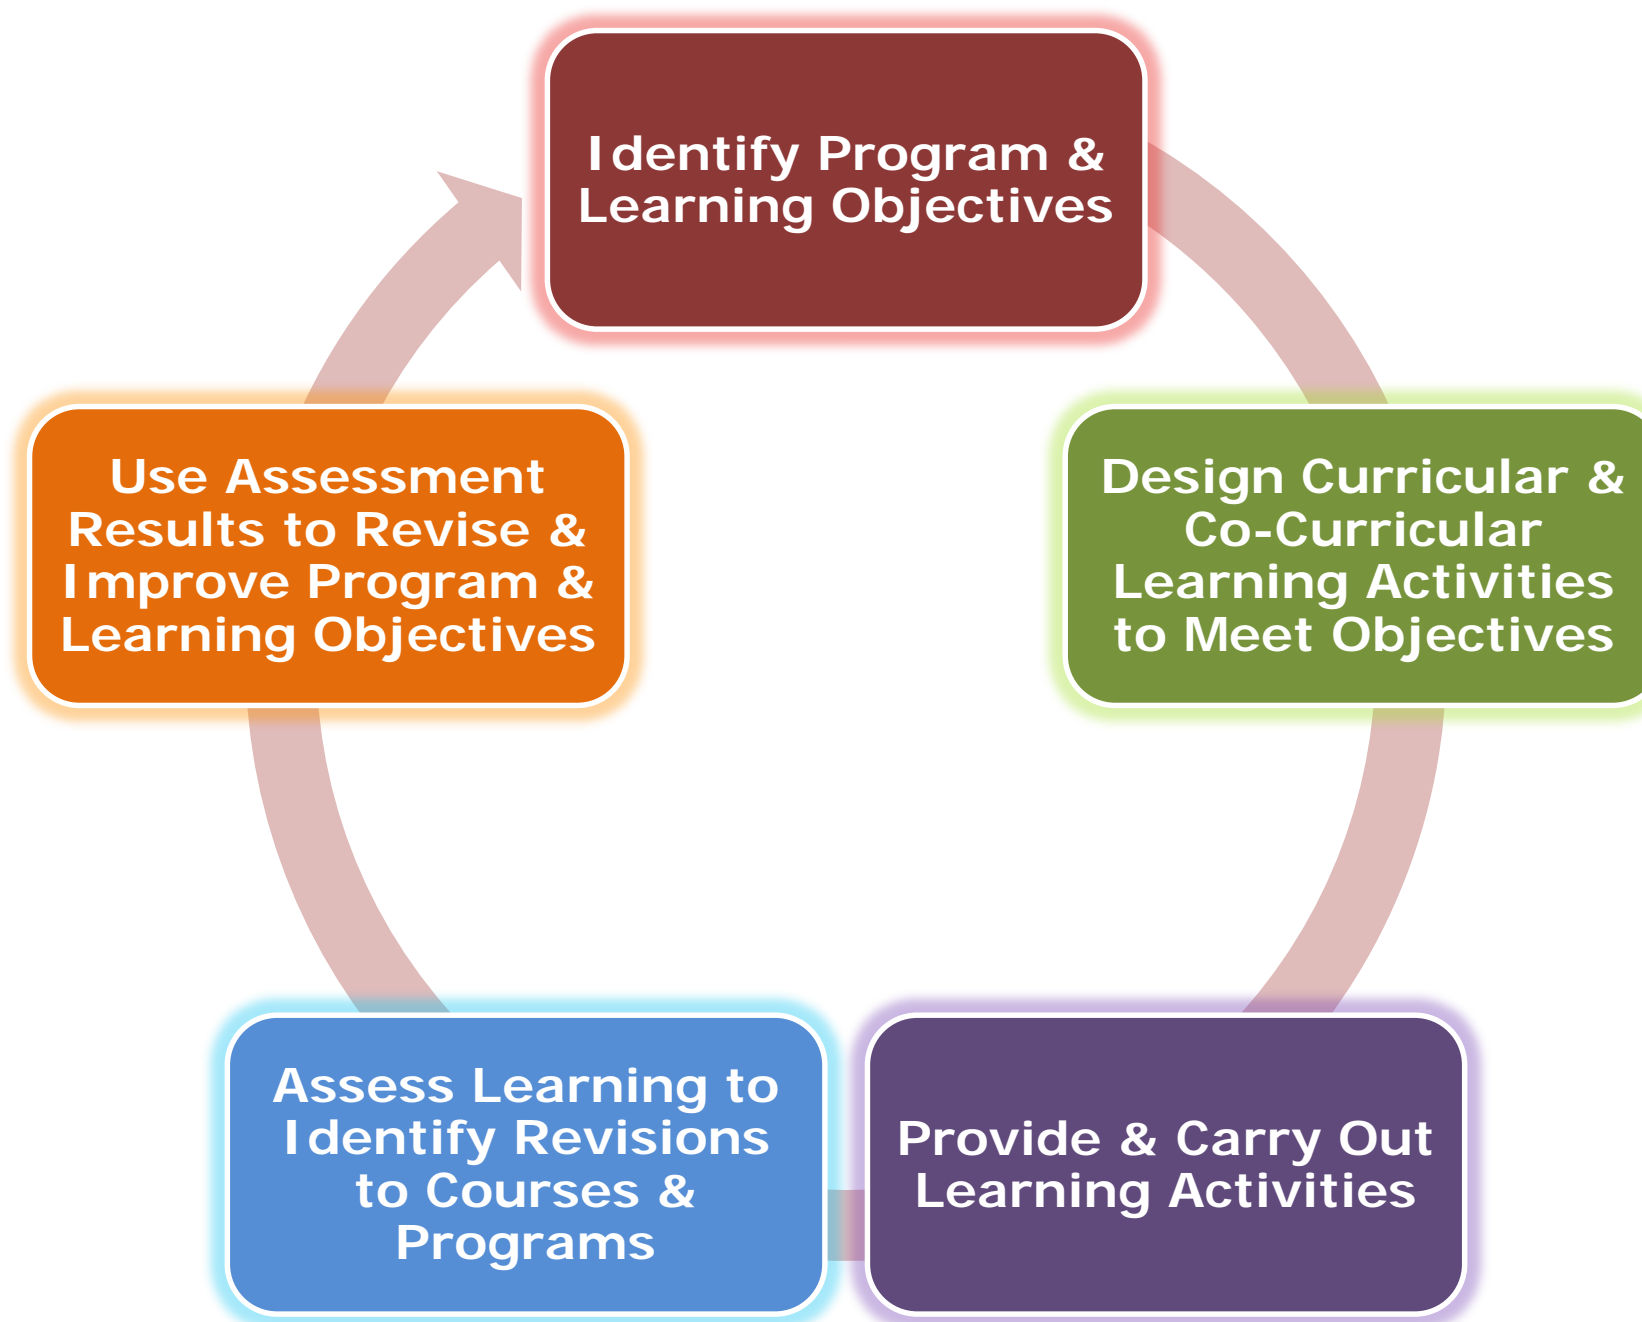 Identify Program &
Learning Objectives
Design Curricular &
Co-Curricular
Learning Activities
to Meet Objectives
Provide & Carry Out
Learning Activities
Assess Learning to
Identify Revisions
to Courses &
Programs
Use Assessment
Results to Revise &
Improve Program &
Learning Objectives